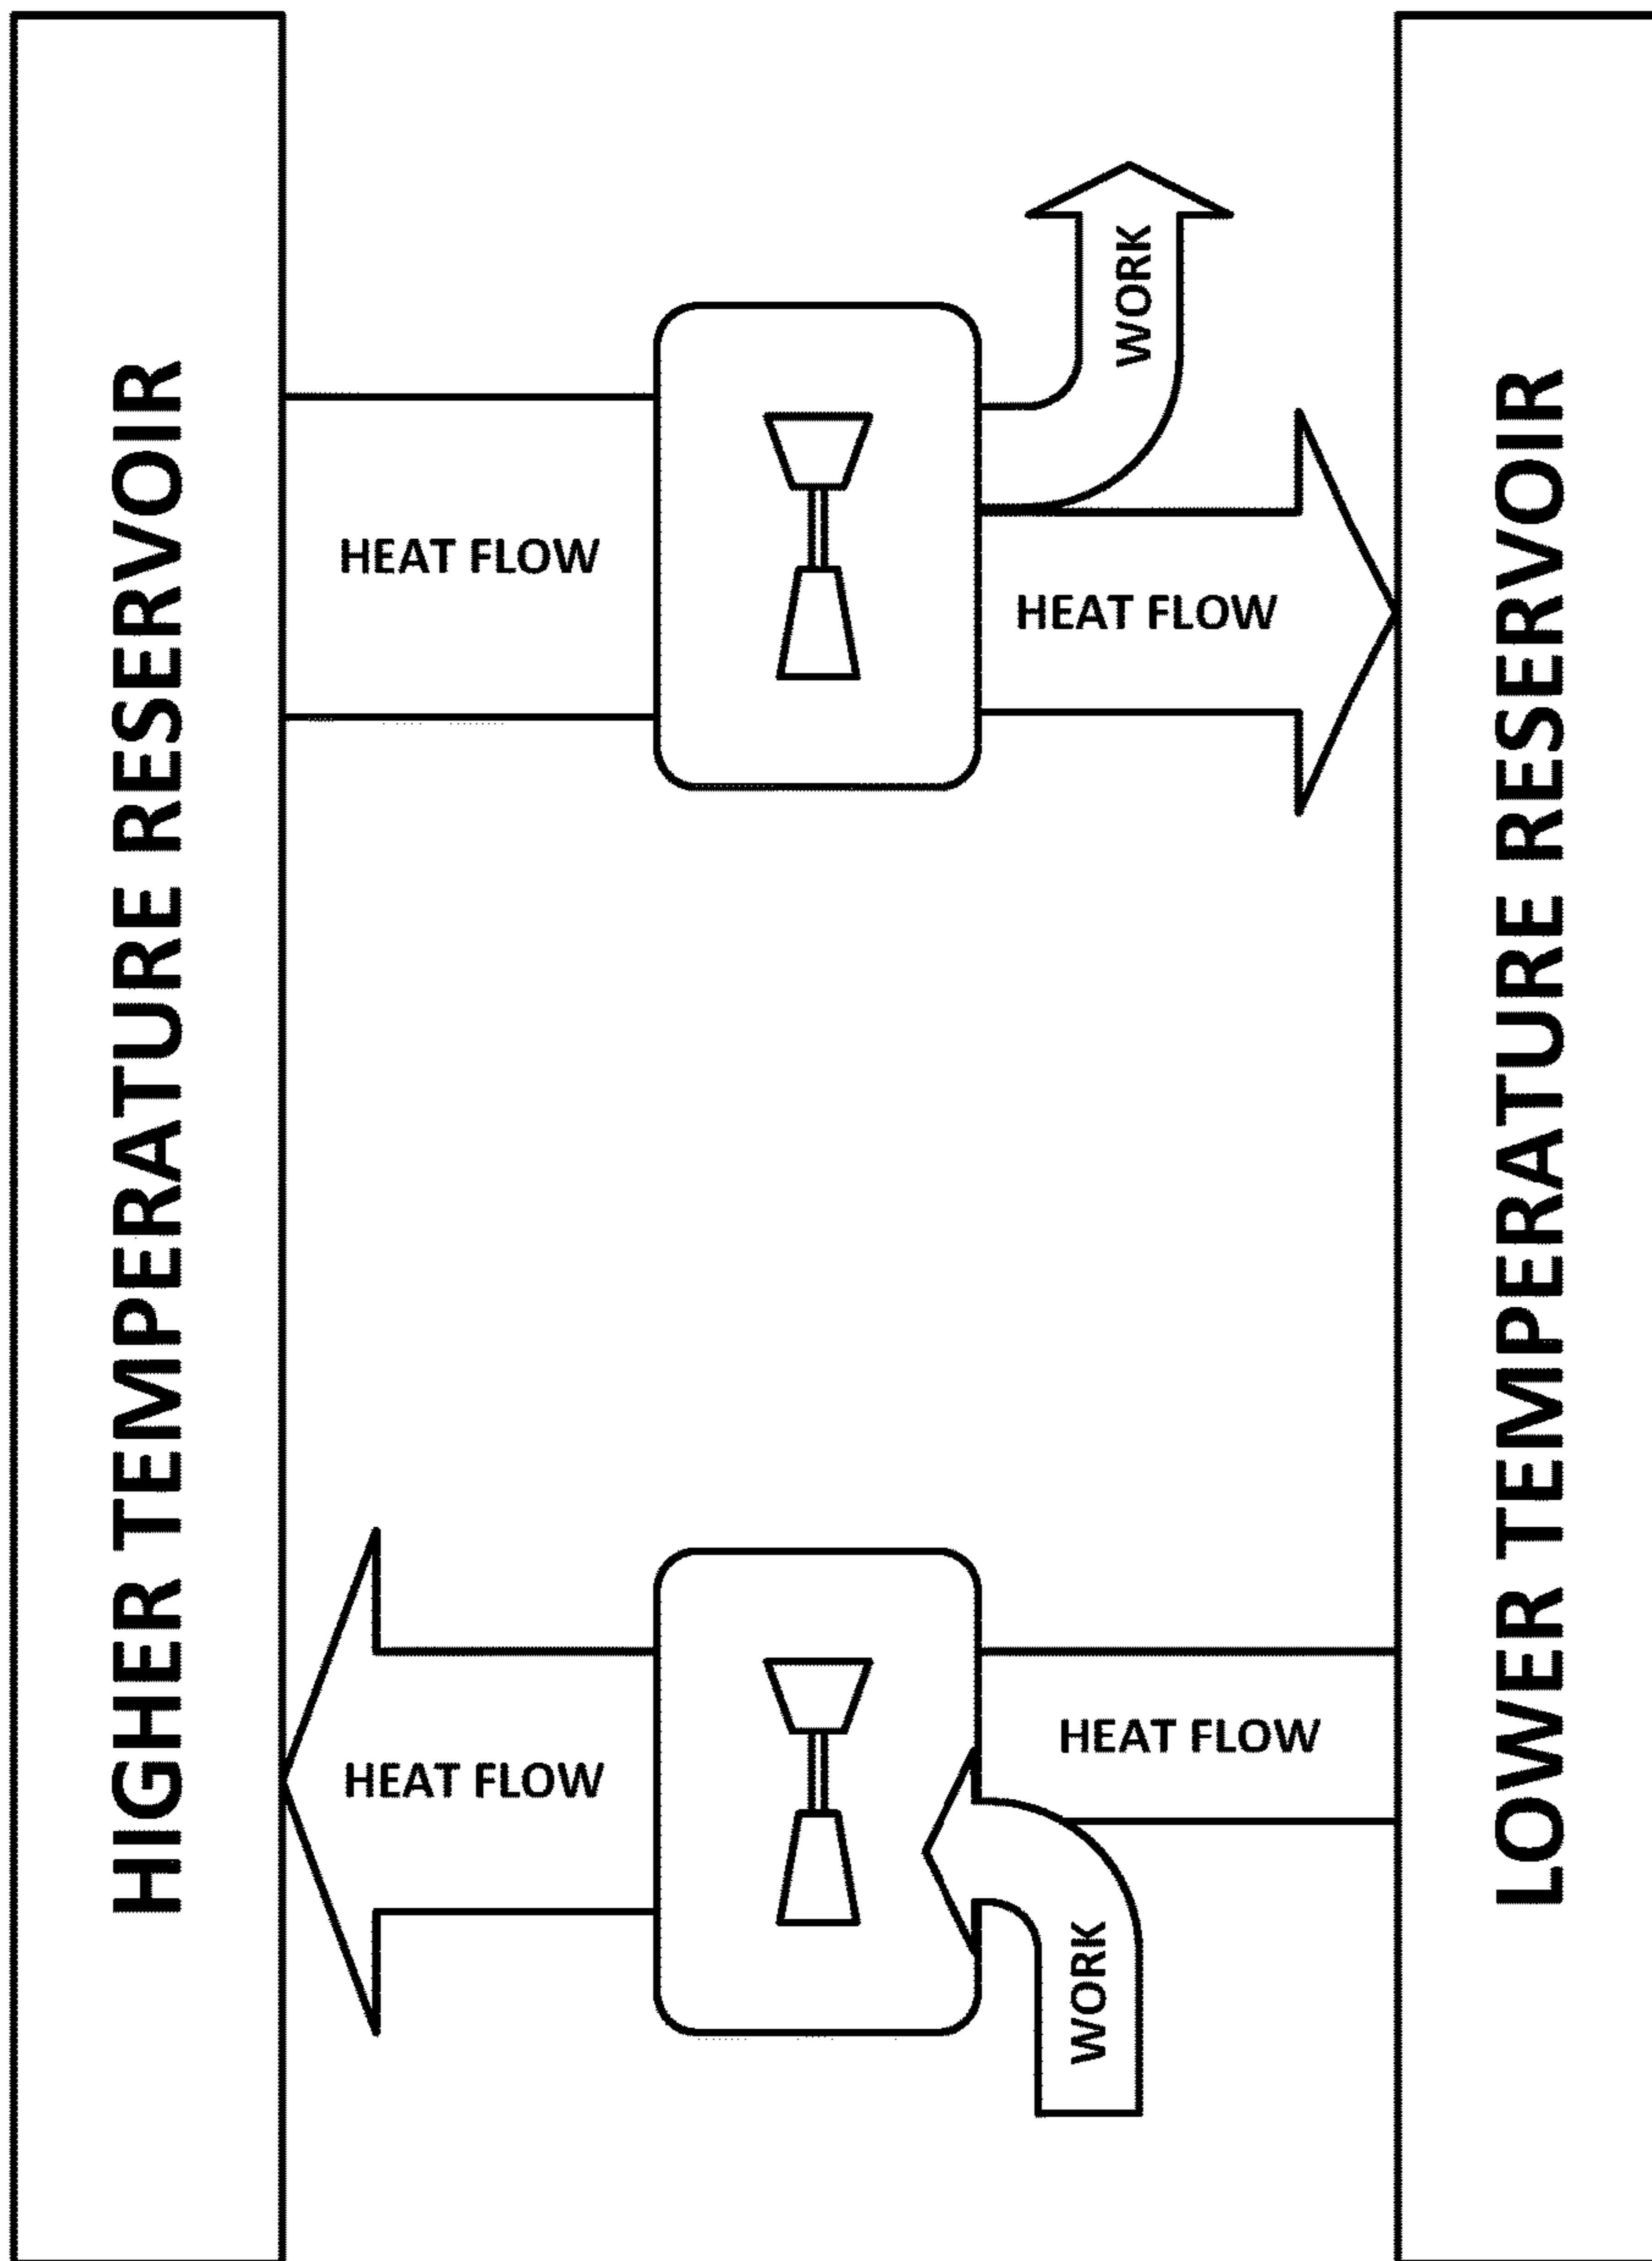 HIGHER TEMPERATURE RESERVOIR
HEAT FLOW
WORK
HEAT FLOW
LOWER TEMPERATURE RESERVOIR
HEAT FLOW
HEAT FLOW
WORK